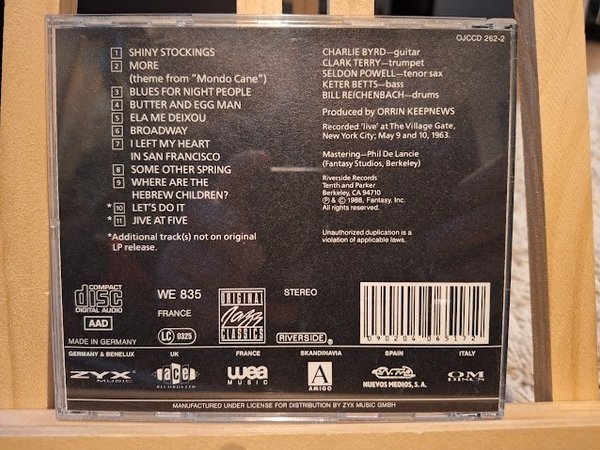 OJCCD 262-2
1 SHINY STOCKINGS
2 MORE
(theme from "Mondo Cane")
3 BLUES FOR NIGHT PEOPLE
4 BUTTER AND EGG MAN
5 ELA ME DEIXOU
6 BROADWAY
7 I LEFT MY HEART
IN SAN FRANCISCO
8 SOME OTHER SPRING
9 WHERE ARE THE
HEBREW CHILDREN?
* 10 LET'S DO IT
* 11 JIVE AT FIVE
*Additional track(s) not on original
LP release.
CHARLIE BYRD—guitar
CLARK TERRY—trumpet
SELDON POWELL—tenor sax
KETER BETTS—bass
BILL REICHENBACH—drums
Produced by ORRIN KEEPNEWS
Recorded 'live' at The Village Gate,
New York City; May 9 and 10, 1963.
Mastering—Phil De Lancie
(Fantasy Studios, Berkeley)
Riverside Records
Tenth and Parker
Berkeley, CA 94710
℗ & © 1988, Fantasy, Inc.
All rights reserved.
Unauthorized duplication is a
violation of applicable laws.
COMPACT
disc
DIGITAL AUDIO
AAD
MADE IN GERMANY
WE 835
FRANCE
LC 0325
ORIGINAL
Jazz
CLASSICS
STEREO
RIVERSIDE®
090204 065172
GERMANY & BENELUX
ZYX
MUSIC
UK
ace
RECORDS LTD
FRANCE
wea
MUSIC
SKANDINAVIA
A
AMIGO
SPAIN
NUEVOS MEDIOS, S.A.
ITALY
OM
DISCS
MANUFACTURED UNDER LICENSE FOR DISTRIBUTION BY ZYX MUSIC GMBH